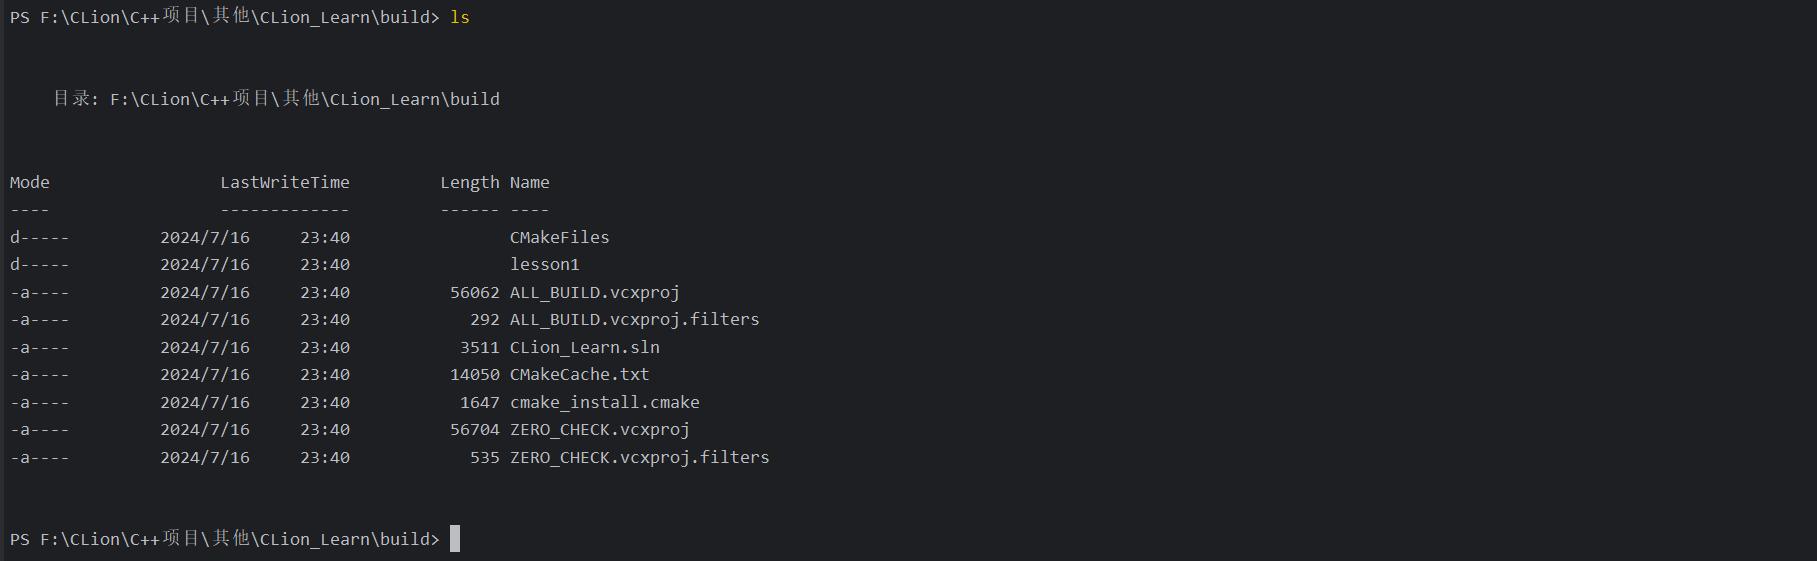 PS F:\CLion\C++项目\其他\CLion_Learn\build> ls
目录: F:\CLion\C++项目\其他\CLion_Learn\build
Mode                 LastWriteTime         Length Name
----                 -------------         ------ ----
d-----         2024/7/16     23:40                CMakeFiles
d-----         2024/7/16     23:40                lesson1
-a----         2024/7/16     23:40          56062 ALL_BUILD.vcxproj
-a----         2024/7/16     23:40            292 ALL_BUILD.vcxproj.filters
-a----         2024/7/16     23:40           3511 CLion_Learn.sln
-a----         2024/7/16     23:40          14050 CMakeCache.txt
-a----         2024/7/16     23:40           1647 cmake_install.cmake
-a----         2024/7/16     23:40          56704 ZERO_CHECK.vcxproj
-a----         2024/7/16     23:40            535 ZERO_CHECK.vcxproj.filters
PS F:\CLion\C++项目\其他\CLion_Learn\build>